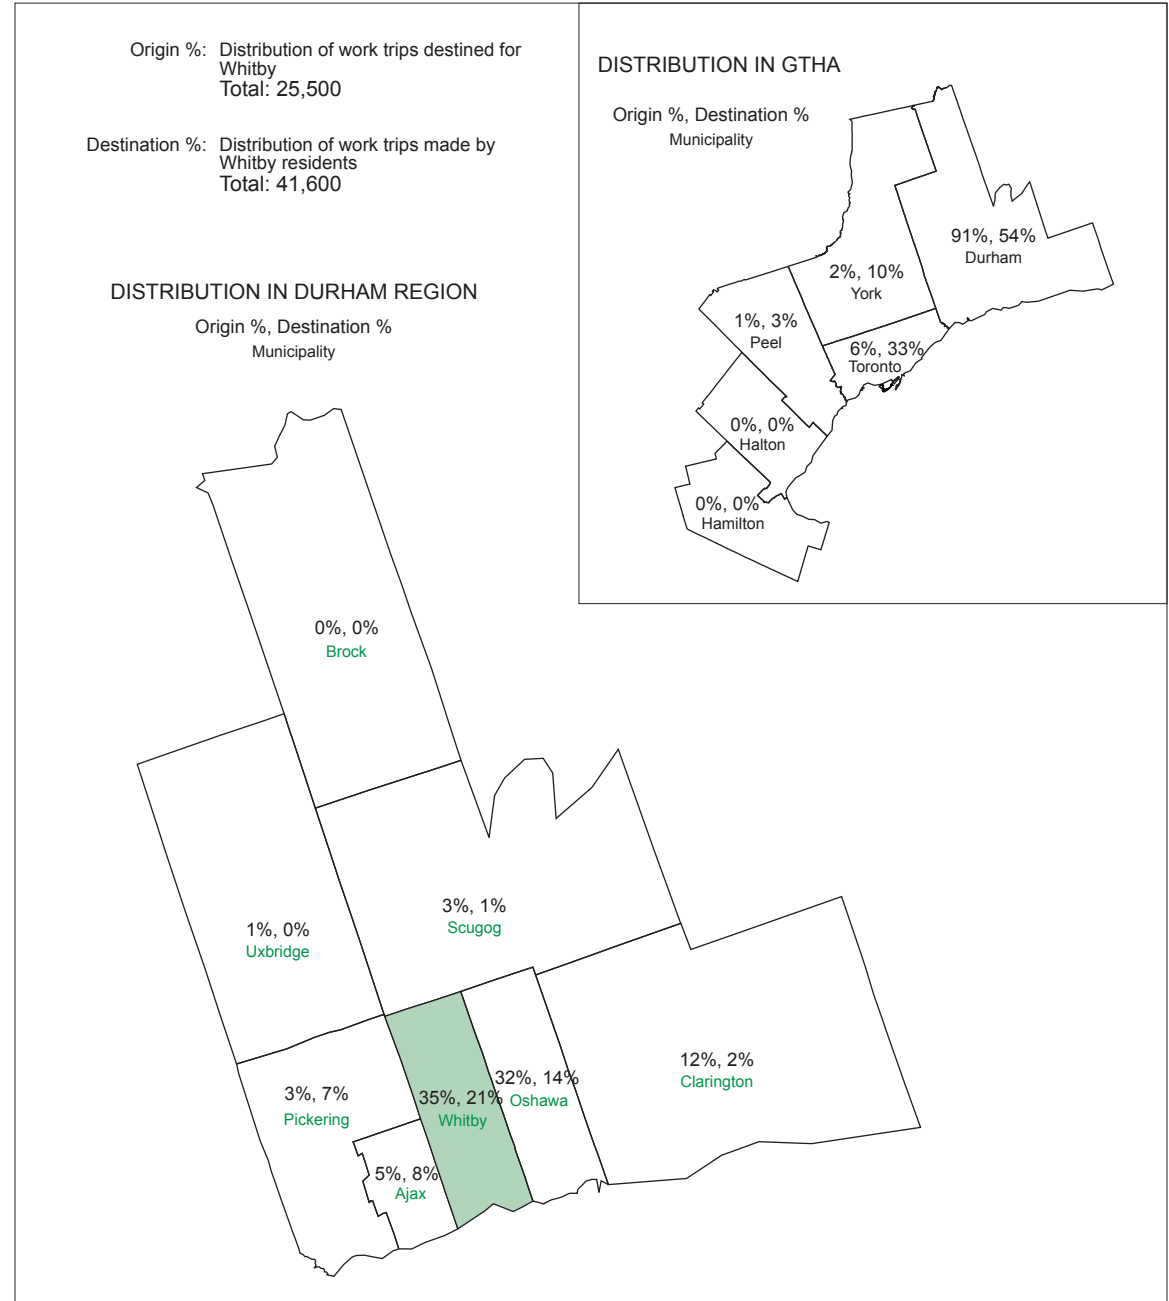 Origin %: Distribution of work trips destined for
Whitby
Total: 25,500
Destination %: Distribution of work trips made by
Whitby residents
Total: 41,600
DISTRIBUTION IN GTHA
Origin %, Destination %
Municipality
91%, 54%
Durham
2%, 10%
York
1%, 3%
Peel
6%, 33%
Toronto
0%, 0%
Halton
0%, 0%
Hamilton
DISTRIBUTION IN DURHAM REGION
Origin %, Destination %
Municipality
0%, 0%
Brock
3%, 1%
Scugog
1%, 0%
Uxbridge
12%, 2%
Clarington
32%, 14%
Oshawa
3%, 7%
Pickering
35%, 21%
Whitby
5%, 8%
Ajax